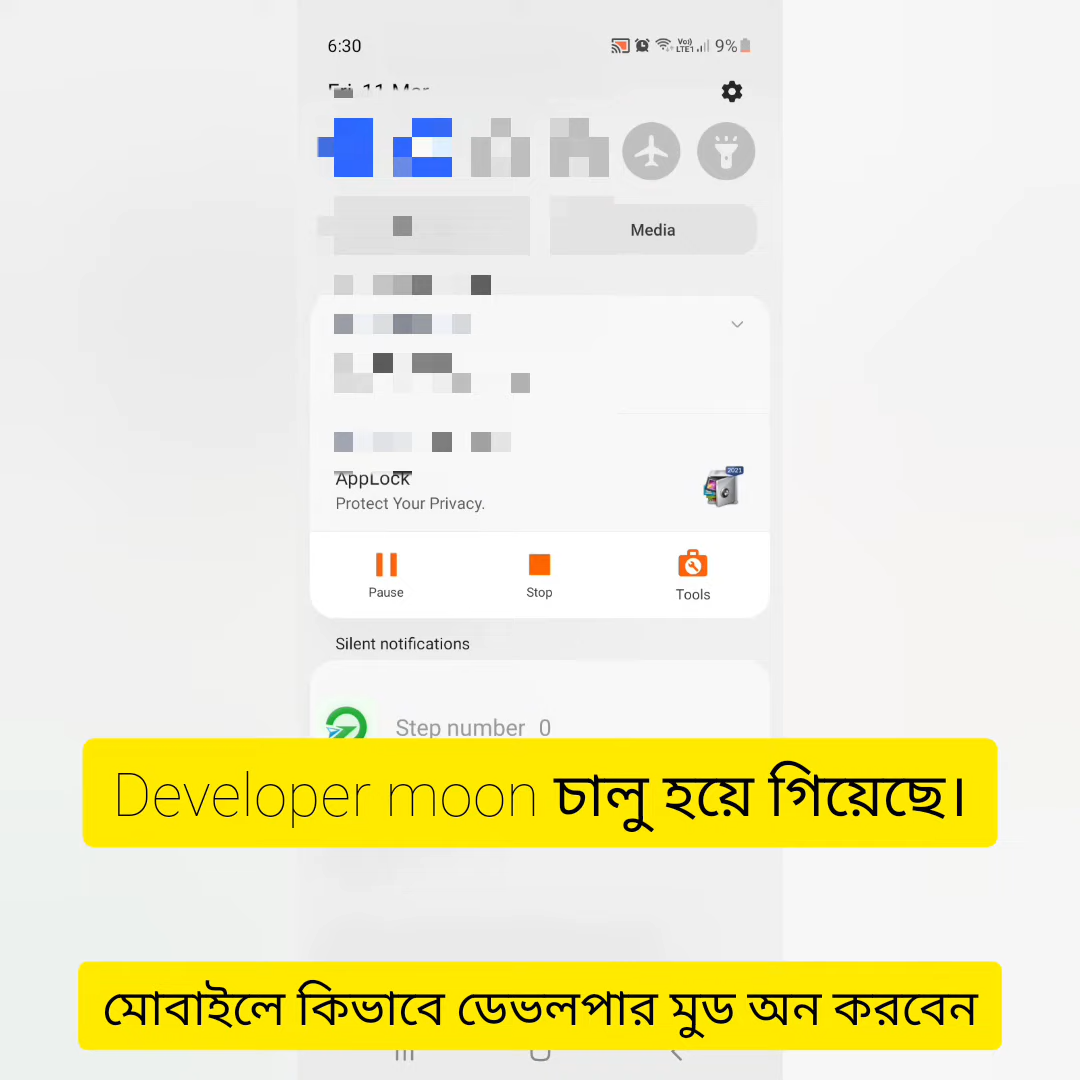 6:30
9%
Media
AppLock
2021
Protect Your Privacy.
Pause
Stop
Tools
Silent notifications
Step number 0
Developer moon চালু হয়ে গিয়েছে।
মোবাইলে কিভাবে ডেভলপার মুড অন করবেন